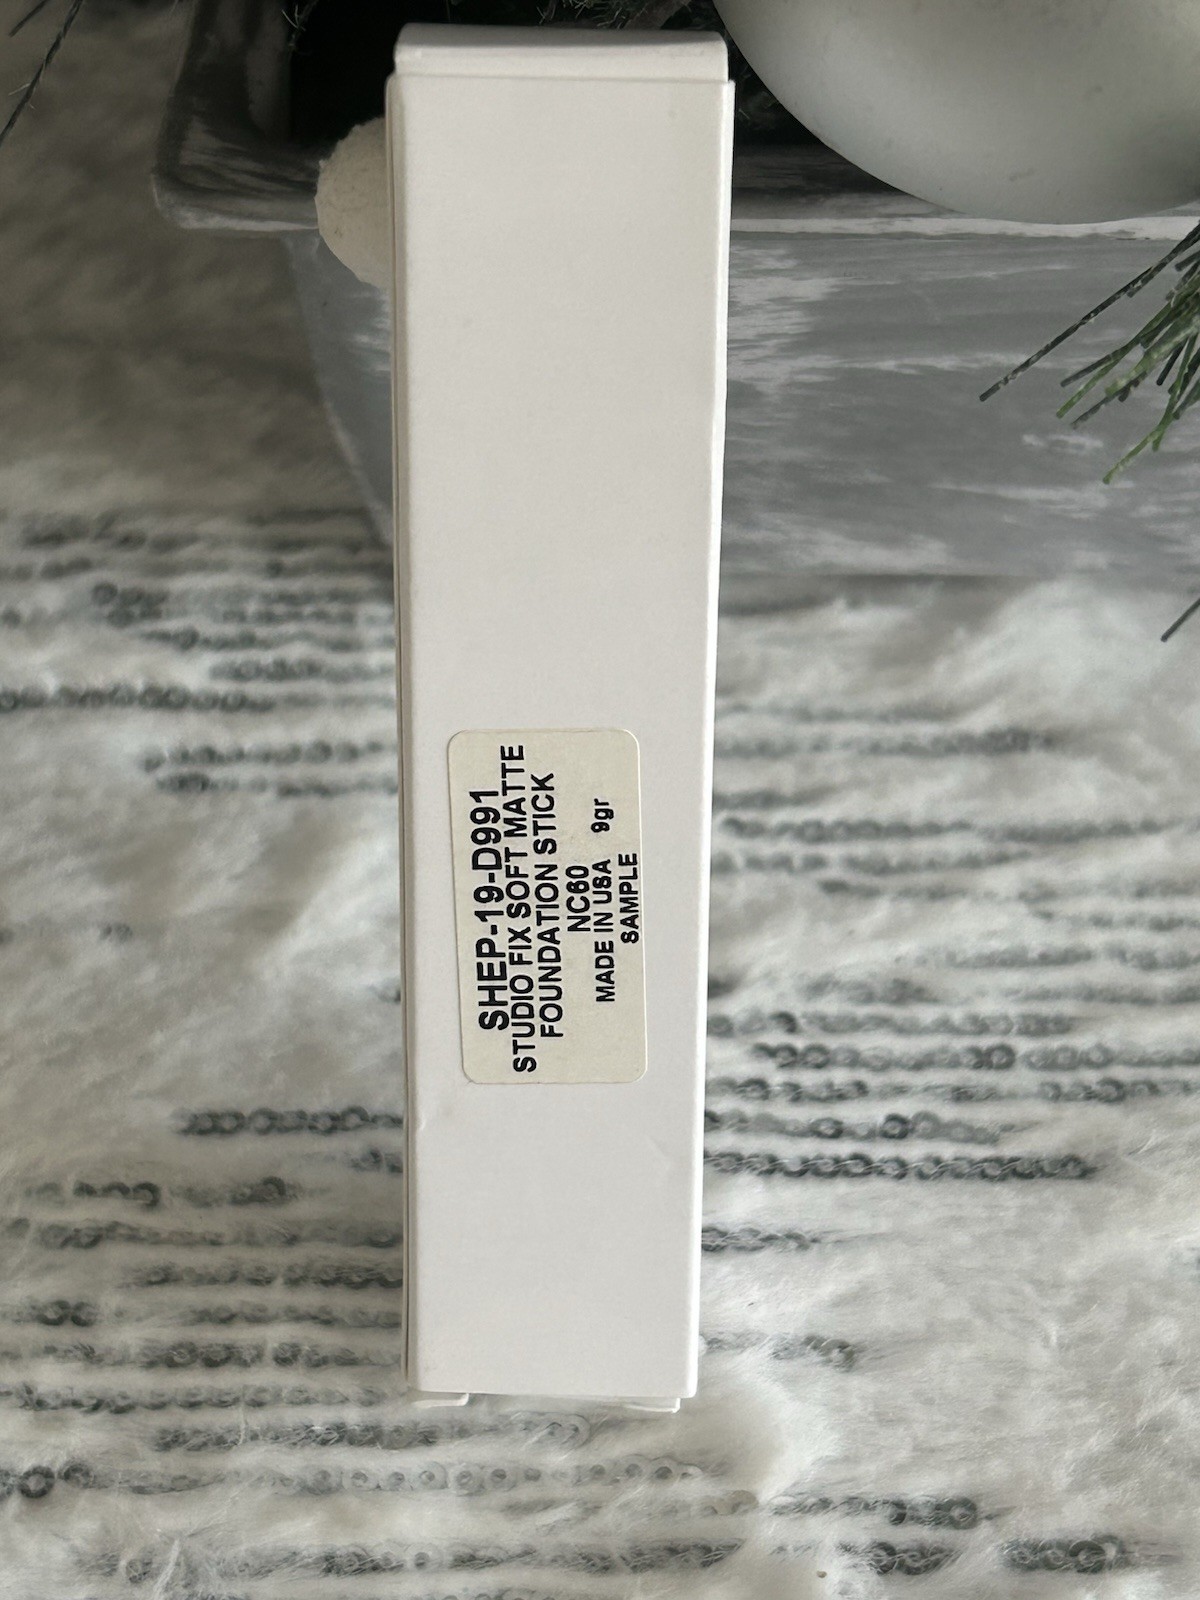 SHEP-19-D991
STUDIO FIX SOFT MATTE
FOUNDATION STICK
NC60
MADE IN USA 9gr
SAMPLE